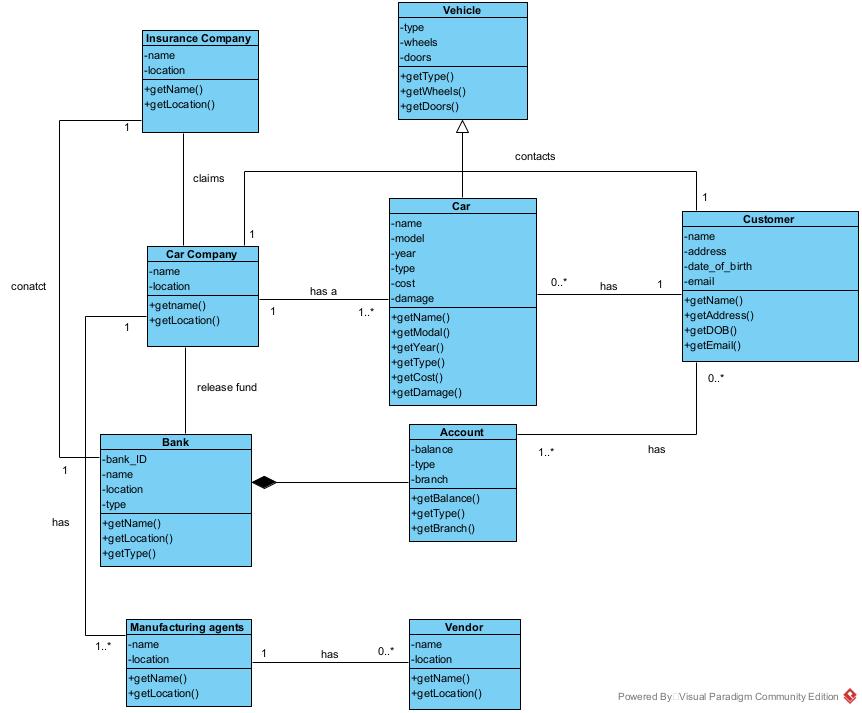 Vehicle
-type
-wheels
-doors
+getType()
+getWheels()
+getDoors()
Insurance Company
-name
-location
+getName()
+getLocation()
1
claims
contacts
1
1
Car
-name
-model
-year
-type
-cost
-damage
+getName()
+getModal()
+getYear()
+getType()
+getCost()
+getDamage()
Customer
-name
-address
-date_of_birth
-email
+getName()
+getAddress()
+getDOB()
+getEmail()
Car Company
-name
-location
+getname()
+getLocation()
conatct
has a
1
1..*
0..*
has
1
1
release fund
0..*
Account
-balance
-type
-branch
+getBalance()
+getType()
+getBranch()
1..*
has
Bank
-bank_ID
-name
-location
-type
+getName()
+getLocation()
+getType()
1
has
Manufacturing agents
-name
-location
+getName()
+getLocation()
1..*
1
has
0..*
Vendor
-name
-location
+getName()
+getLocation()
Powered By Visual Paradigm Community Edition